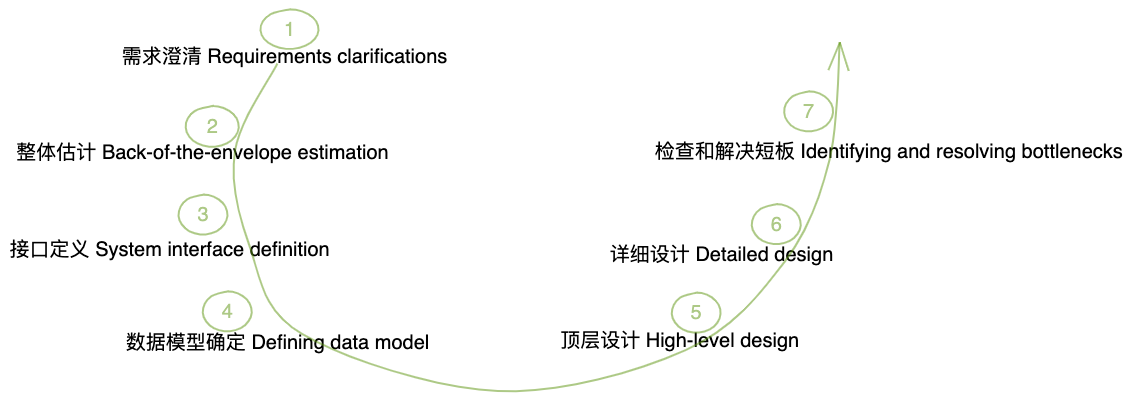 1
需求澄清 Requirements clarifications
2
整体估计 Back-of-the-envelope estimation
3
接口定义 System interface definition
4
数据模型确定 Defining data model
5
顶层设计 High-level design
6
详细设计 Detailed design
7
检查和解决短板 Identifying and resolving bottlenecks